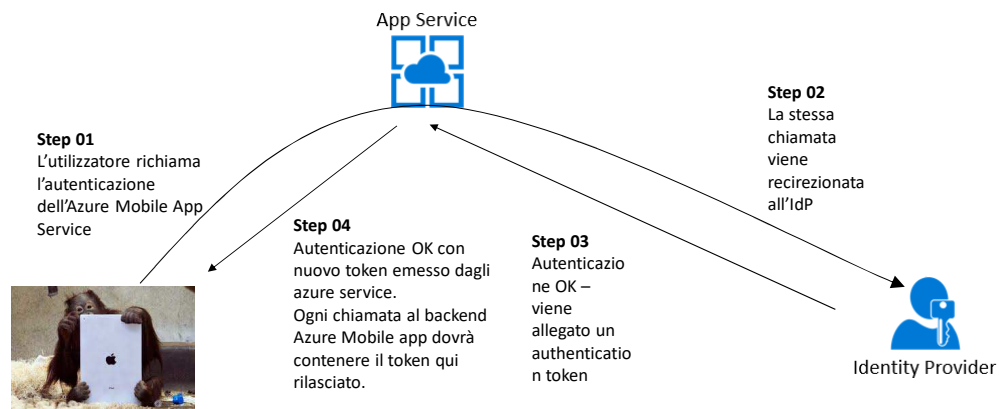 App Service
Step 01
L'utilizzatore richiama
l'autenticazione
dell'Azure Mobile App
Service
Step 02
La stessa
chiamata
viene
recirezionata
all'IdP
Step 04
Autenticazione OK con
nuovo token emesso dagli
azure service.
Ogni chiamata al backend
Azure Mobile app dovrà
contenere il token qui
rilasciato.
Step 03
Autenticazio
ne OK –
viene
allegato un
authenticatio
n token
Identity Provider